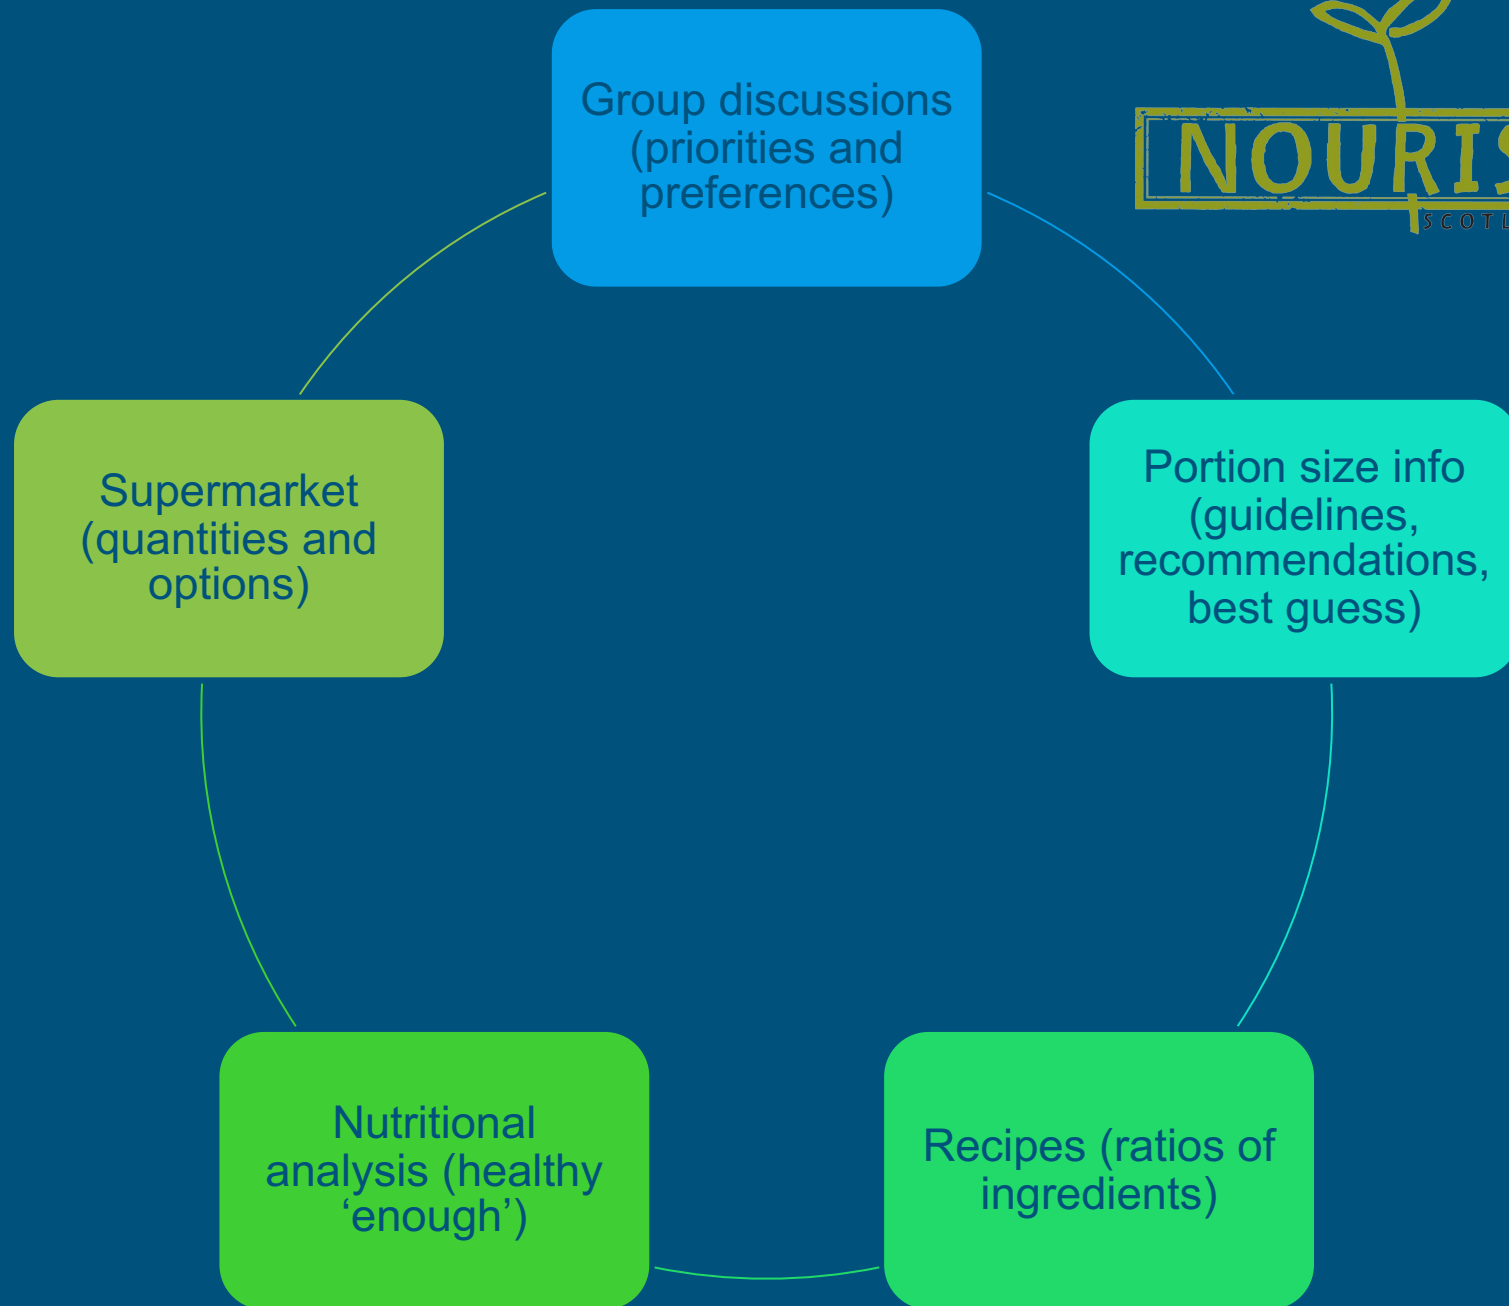 Group discussions
(priorities and
preferences)
NOURIS
SCOTL
Supermarket
(quantities and
options)
Portion size info
(guidelines,
recommendations,
best guess)
Nutritional
analysis (healthy
‘enough’)
Recipes (ratios of
ingredients)